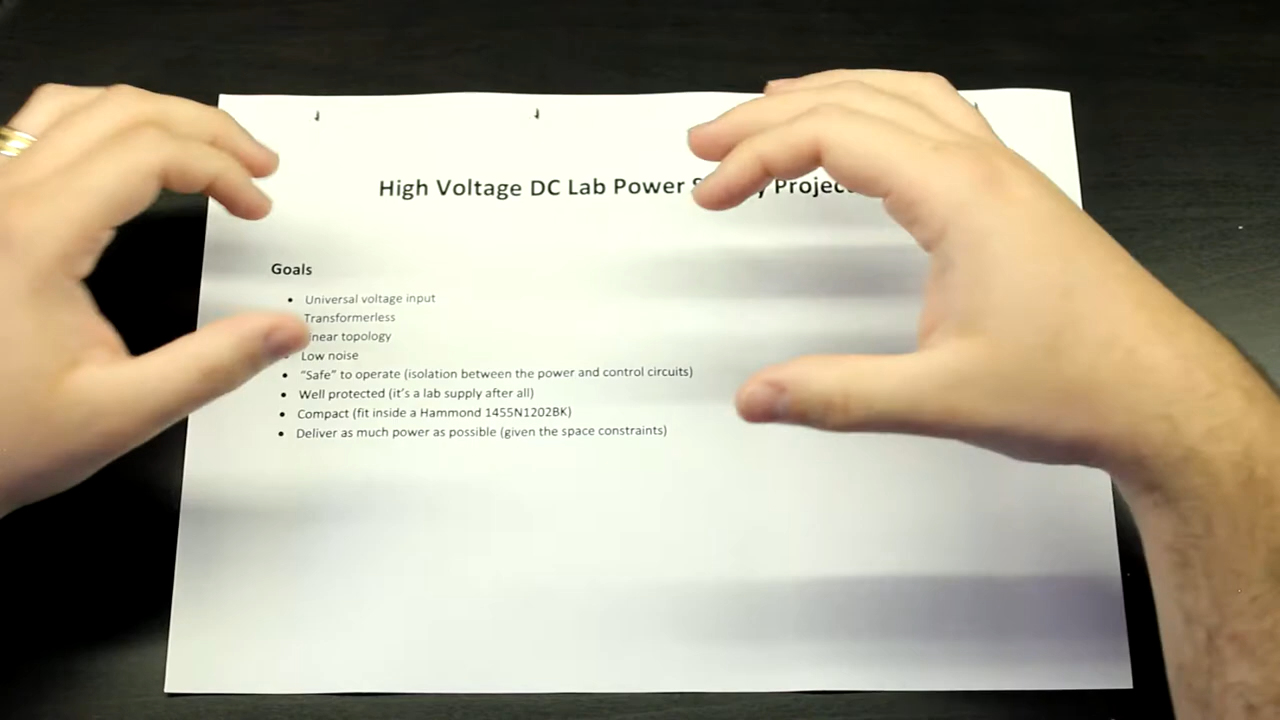 High Voltage DC Lab Power Project
Goals
• Universal voltage input
Transformerless
inear topology
Low noise
• “Safe” to operate (isolation between the power and control circuits)
• Well protected (it’s a lab supply after all)
• Compact (fit inside a Hammond 1455N1202BK)
• Deliver as much power as possible (given the space constraints)